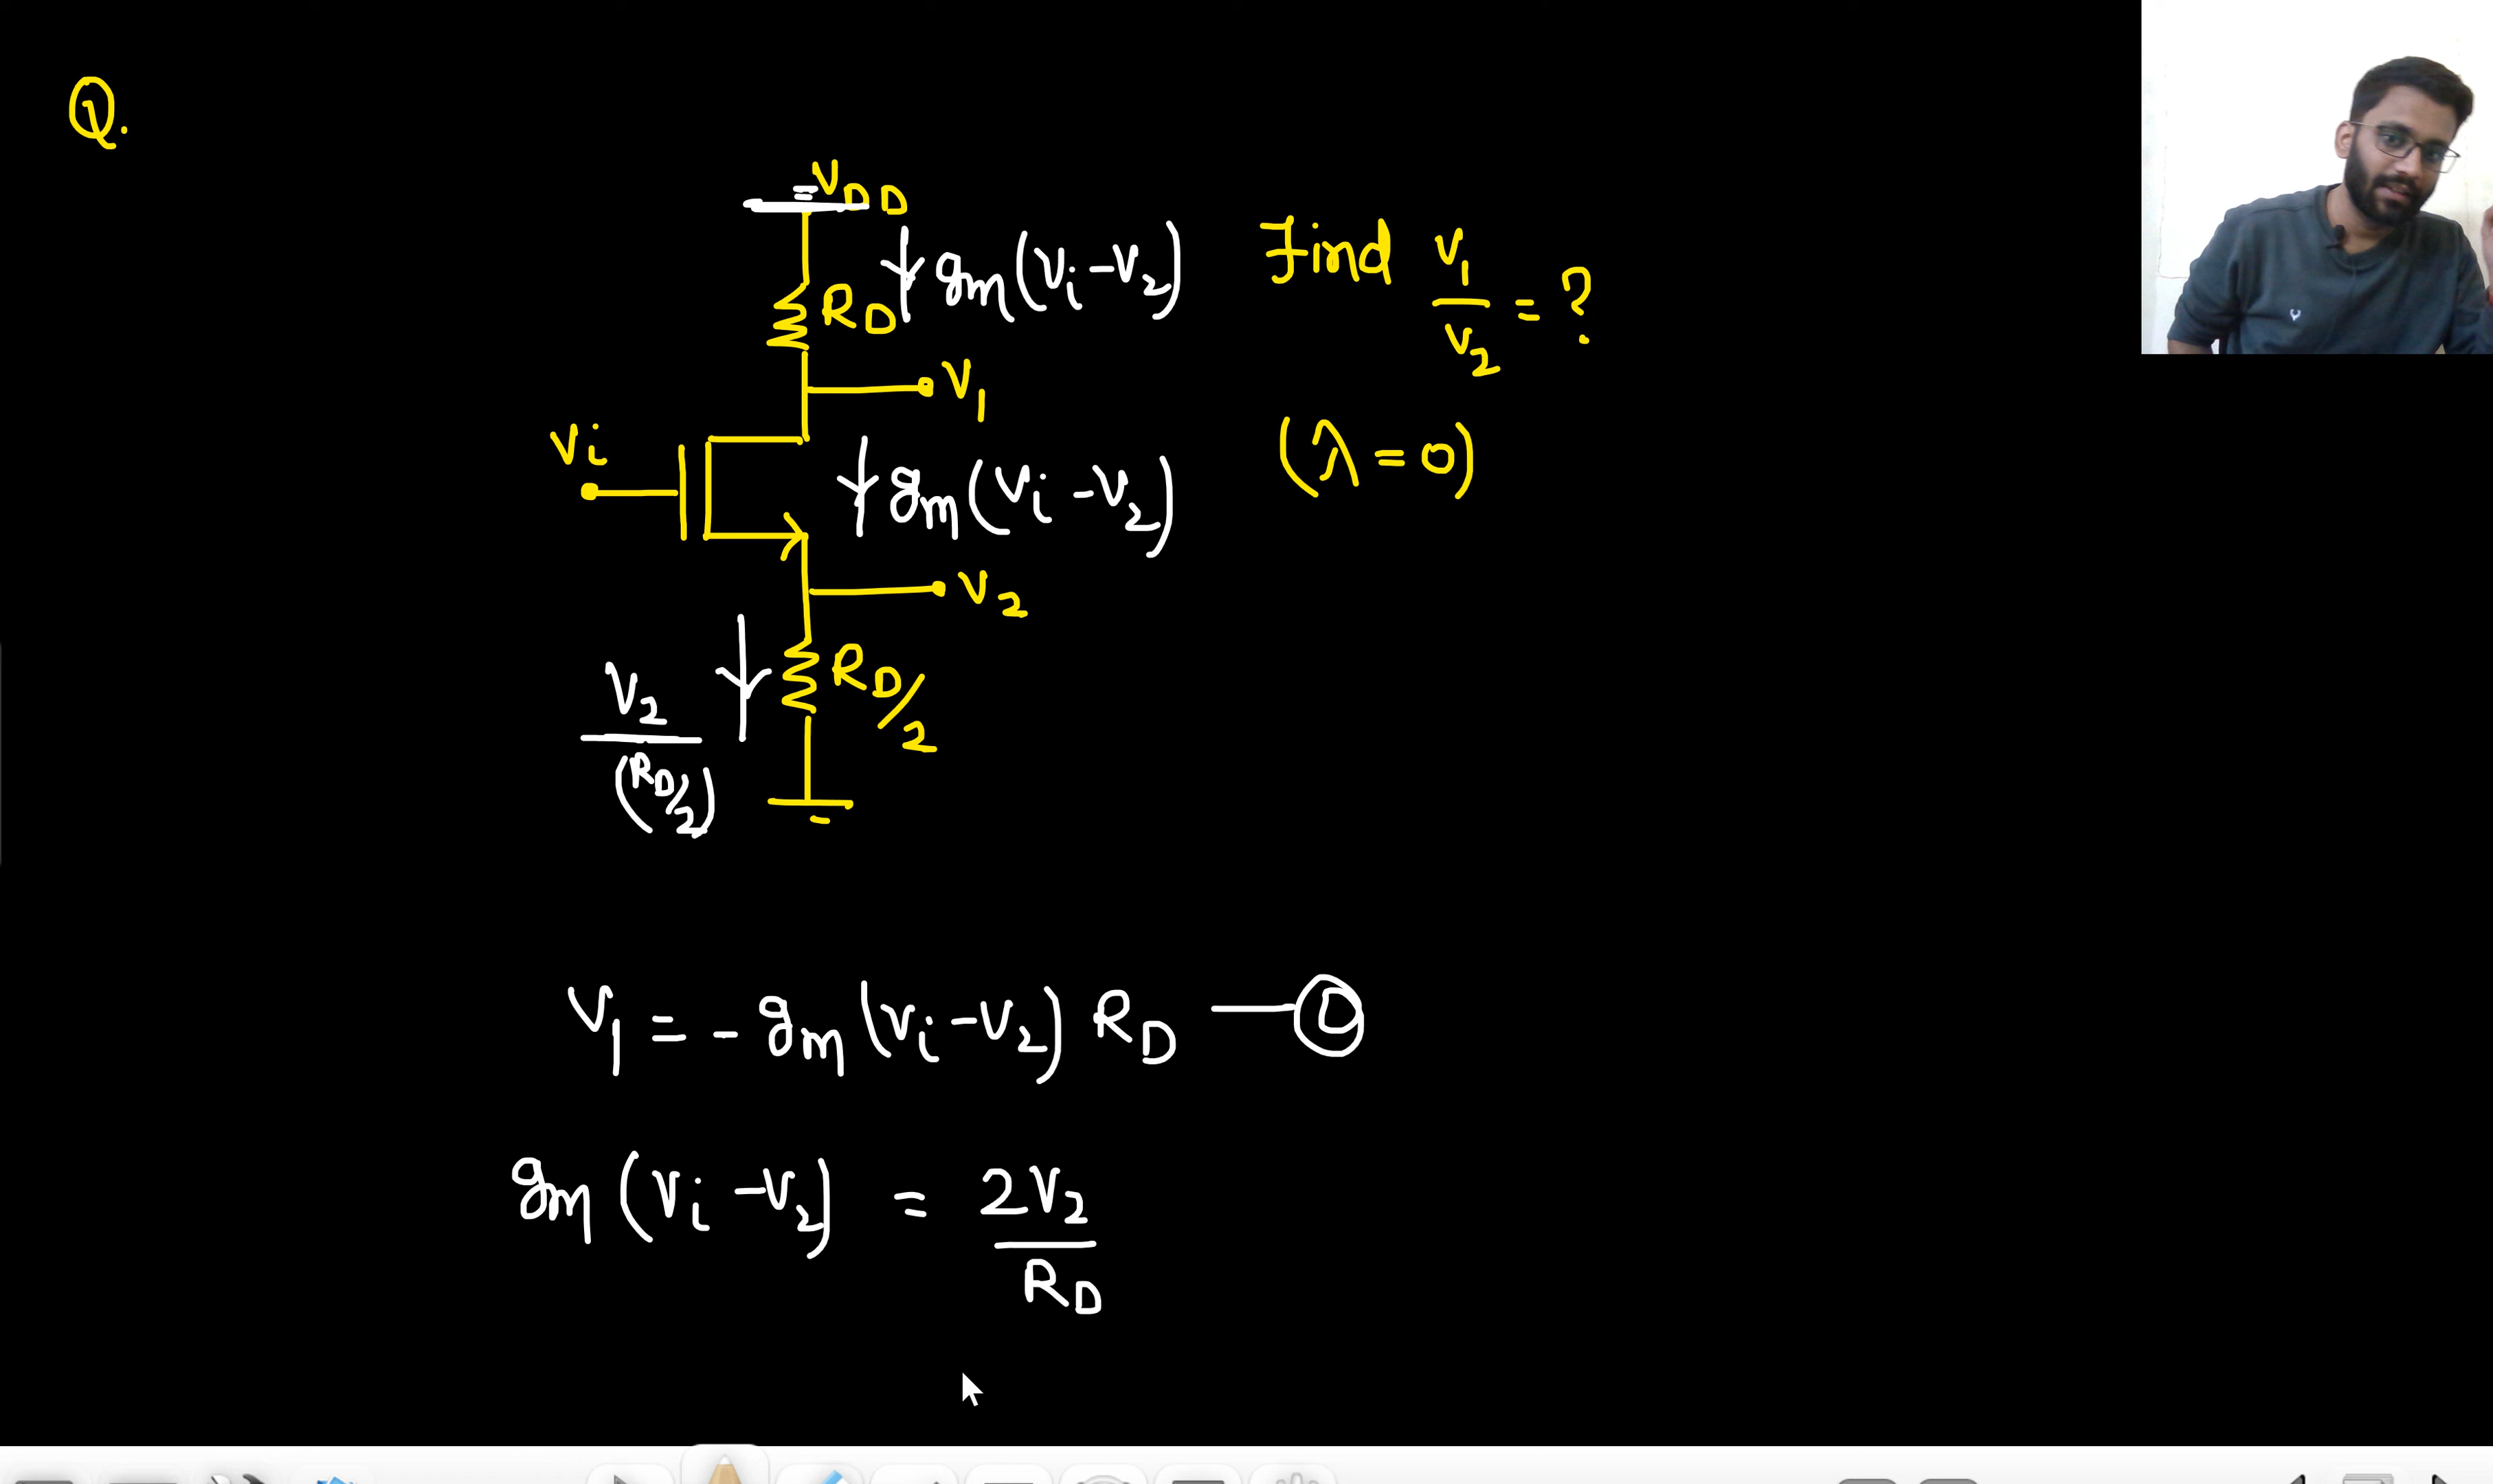 Q.
VDD
RD
gm(Vi-V2)
Find V1/V2 = ?
V1
Vi
gm(Vi-V2)
(λ=0)
V2
RD/2
V2/(RD/2)
V1 = -gm(Vi-V2) RD — ①
gm(Vi-V2) = 2V2/RD